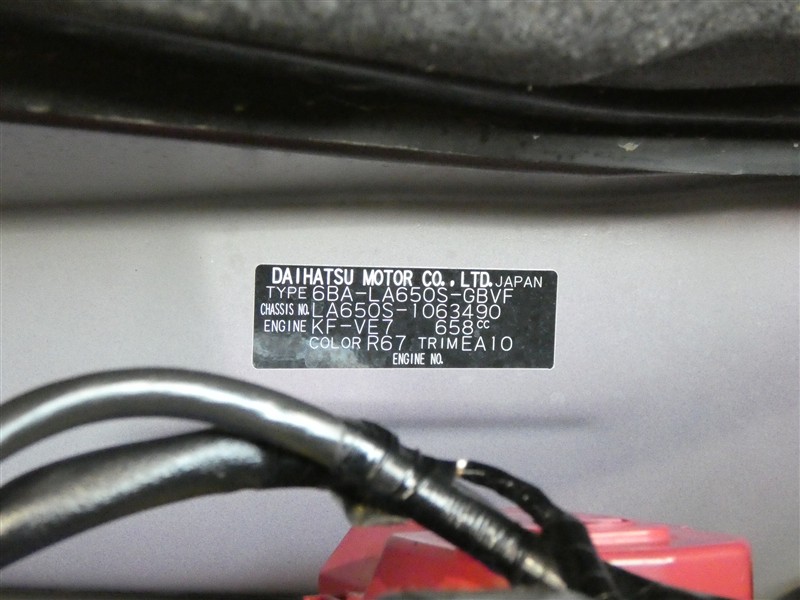 DAIHATSU MOTOR CO., LTD. JAPAN
TYPE 6BA-LA650S-GBVF
CHASSIS NO. LA650S-1063490
ENGINE KF-VE7 658cc
COLOR R67 TRIM EA10
ENGINE NO.